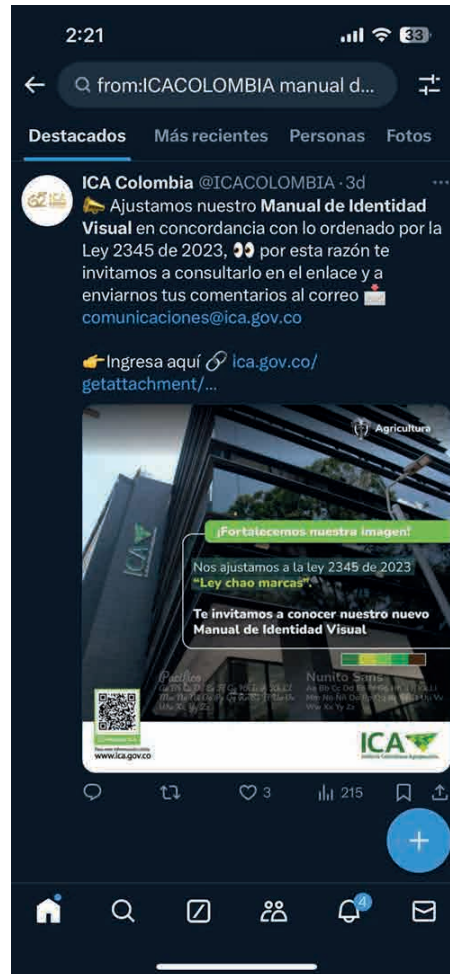 2:21
33
from:ICACOLOMBIA manual d...
Destacados Más recientes Personas Fotos
ICA Colombia @ICACOLOMBIA · 3d
Ajustamos nuestro Manual de Identidad
Visual en concordancia con lo ordenado por la
Ley 2345 de 2023, 👀 por esta razón te
invitamos a consultarlo en el enlace y a
enviarnos tus comentarios al correo 📩
comunicaciones@ica.gov.co
👉Ingresa aquí 🔗 ica.gov.co/
getattachment/...
Agricultura
ICA
¡Fortalecemos nuestra imagen!
Nos ajustamos a la ley 2345 de 2023
“Ley chao marcas”.
Te invitamos a conocer nuestro nuevo
Manual de Identidad Visual
Pacifico
Nunito Sans
www.ica.gov.co
ICA
3 215
4